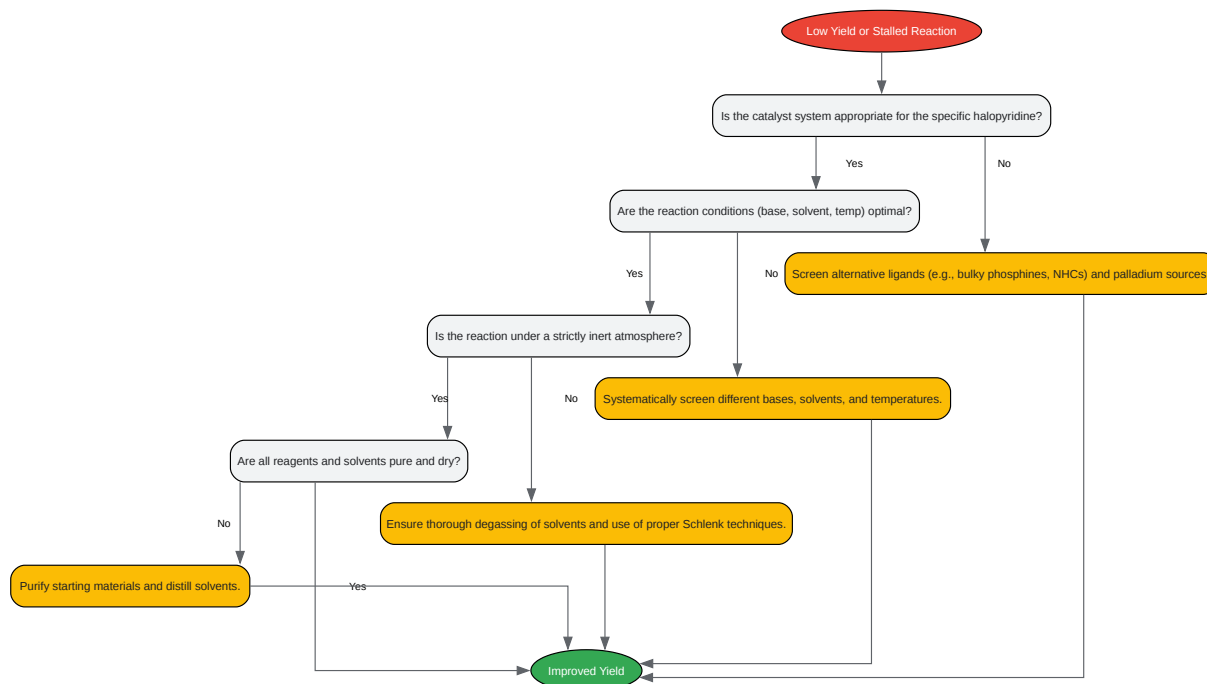 Low Yield or Stalled Reaction
Is the catalyst system appropriate for the specific halopyridine?
Yes
No
Are the reaction conditions (base, solvent, temp) optimal?
Yes
No
Screen alternative ligands (e.g., bulky phosphines, NHCs) and palladium sources
Is the reaction under a strictly inert atmosphere?
Yes
No
Systematically screen different bases, solvents, and temperatures.
Are all reagents and solvents pure and dry?
No
Ensure thorough degassing of solvents and use of proper Schlenk techniques.
Purify starting materials and distill solvents.
Yes
Improved Yield